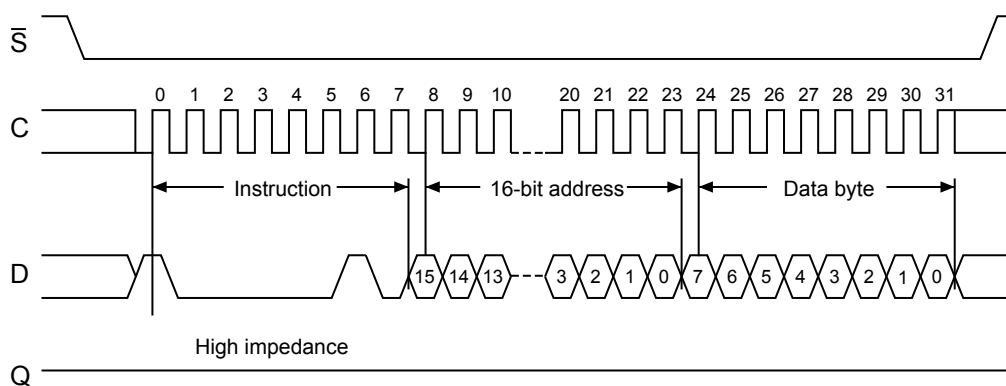 S̅
0 1 2 3 4 5 6 7 8 9 10 20 21 22 23 24 25 26 27 28 29 30 31
C
Instruction 16-bit address Data byte
D
15 14 13 3 2 1 0 7 6 5 4 3 2 1 0
High impedance
Q